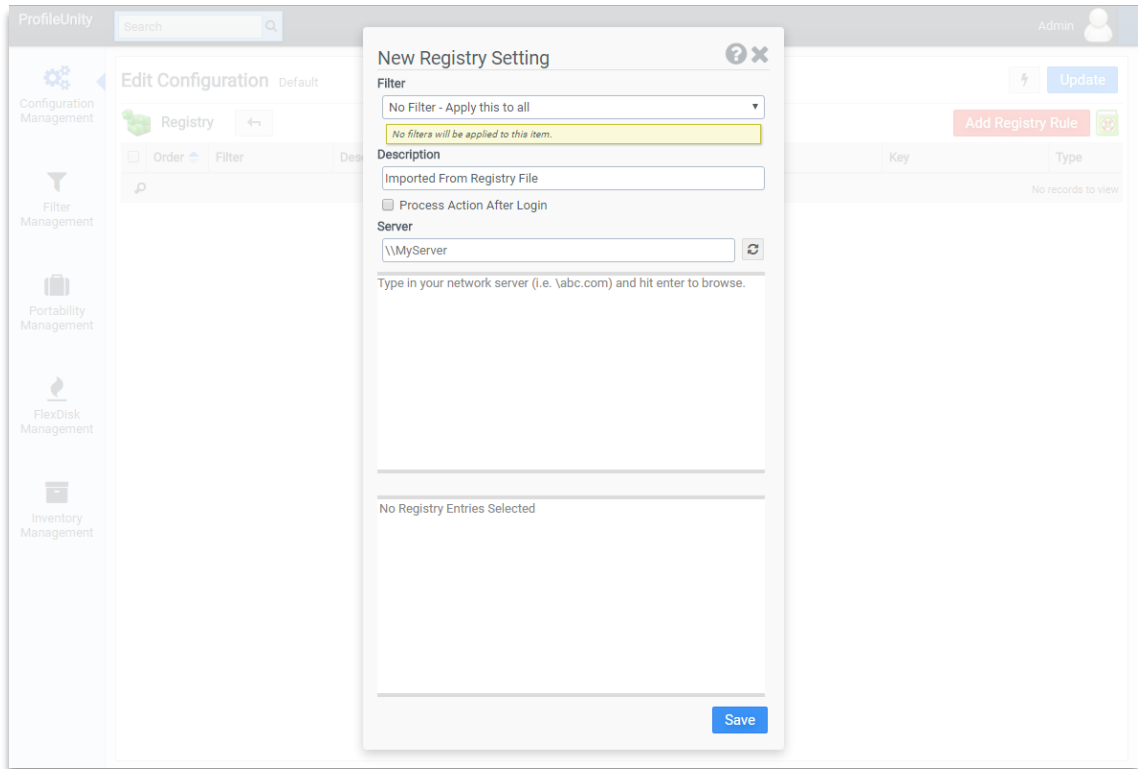 ProfileUnity
Search
Admin
Configuration
Management
Filter
Management
Portability
Management
FlexDisk
Management
Inventory
Management
Edit Configuration Default
Update
Registry
Add Registry Rule
Order Filter Des Key Type
No records to view
New Registry Setting
Filter
No Filter - Apply this to all
No filters will be applied to this item.
Description
Imported From Registry File
Process Action After Login
Server
\\MyServer
Type in your network server (i.e. \abc.com) and hit enter to browse.
No Registry Entries Selected
Save